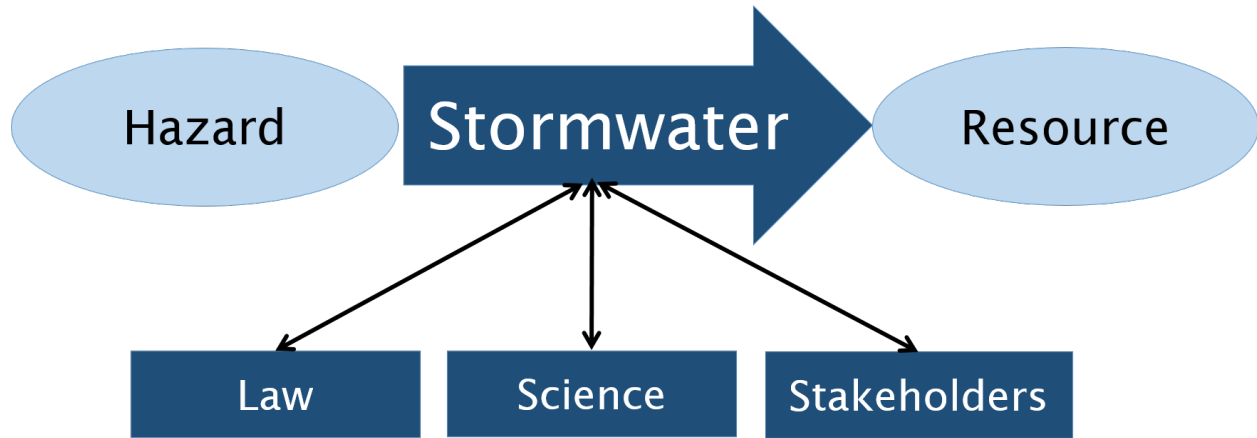 Hazard
Stormwater
Resource
Law
Science
Stakeholders